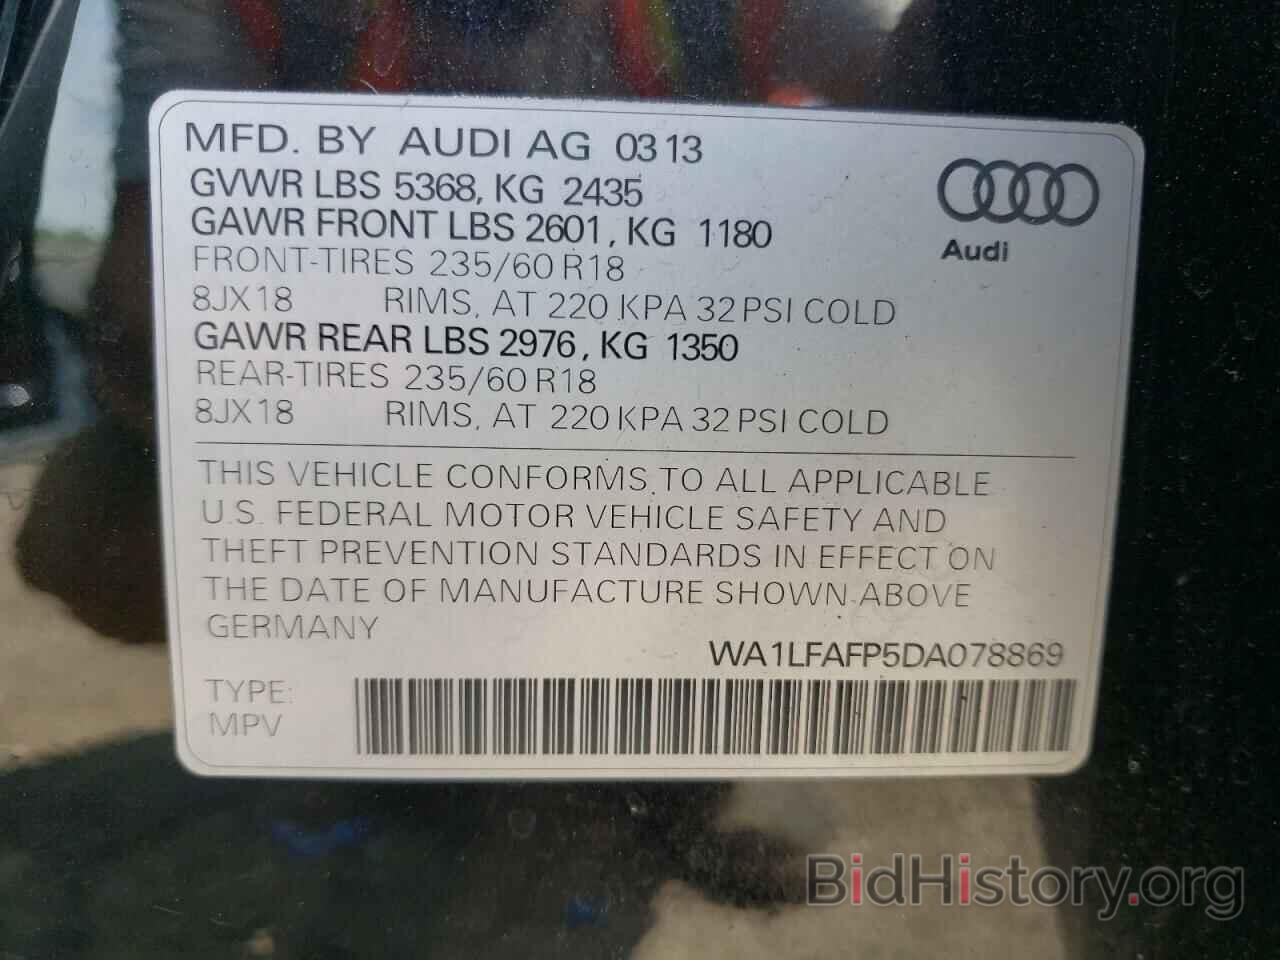 MFD. BY AUDI AG 0313
GVWR LBS 5368, KG 2435
GAWR FRONT LBS 2601, KG 1180
FRONT-TIRES 235/60 R18
8JX18 RIMS, AT 220 KPA 32 PSI COLD
GAWR REAR LBS 2976, KG 1350
REAR-TIRES 235/60 R18
8JX18 RIMS, AT 220 KPA 32 PSI COLD
Audi
THIS VEHICLE CONFORMS TO ALL APPLICABLE
U.S. FEDERAL MOTOR VEHICLE SAFETY AND
THEFT PREVENTION STANDARDS IN EFFECT ON
THE DATE OF MANUFACTURE SHOWN ABOVE
GERMANY
WA1LFAFP5DA078869
TYPE:
MPV
BidHistory.org